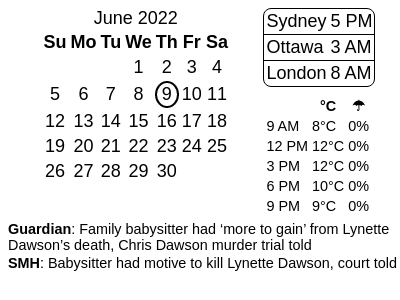 June 2022
Su Mo Tu We Th Fr Sa
1 2 3 4
5 6 7 8 9 10 11
12 13 14 15 16 17 18
19 20 21 22 23 24 25
26 27 28 29 30
Sydney 5 PM
Ottawa 3 AM
London 8 AM
°C ☂
9 AM 8°C 0%
12 PM 12°C 0%
3 PM 12°C 0%
6 PM 10°C 0%
9 PM 9°C 0%
Guardian: Family babysitter had ‘more to gain’ from Lynette
Dawson’s death, Chris Dawson murder trial told
SMH: Babysitter had motive to kill Lynette Dawson, court told